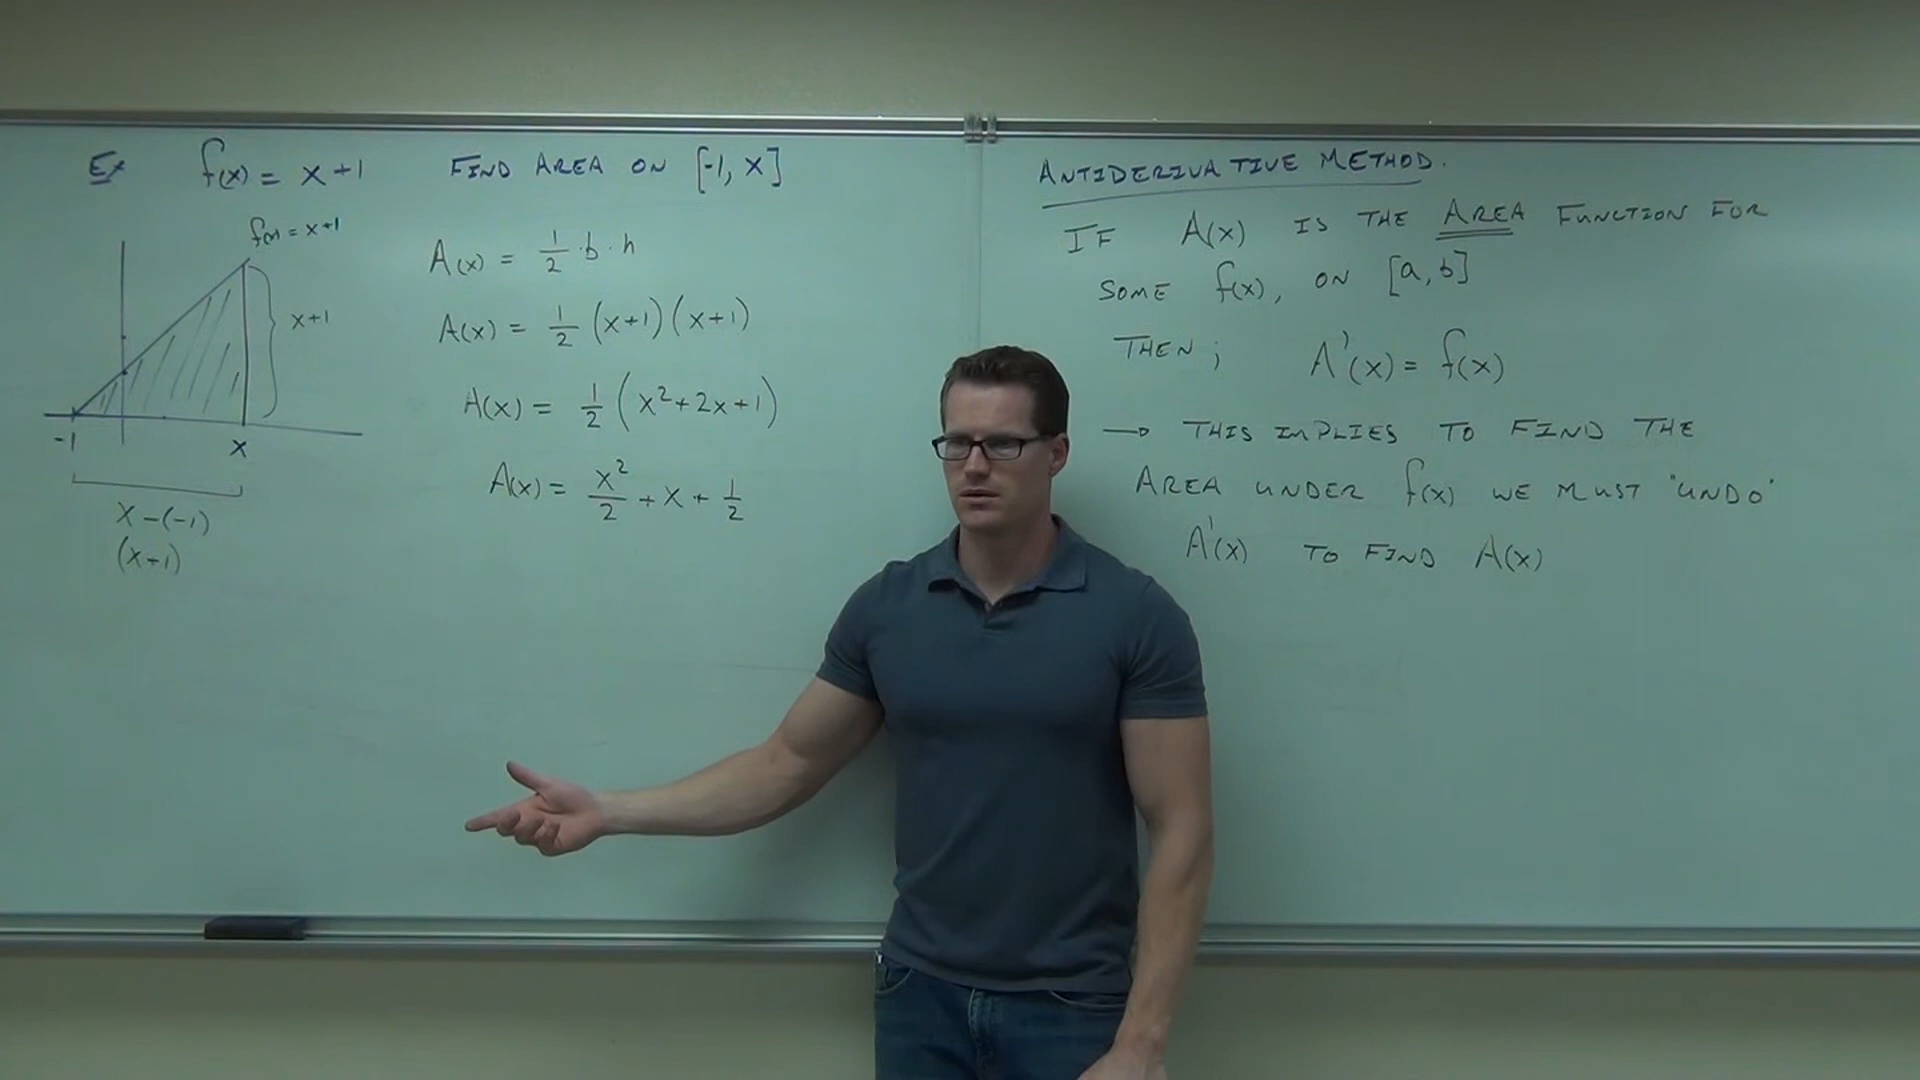 Ex f(x) = x+1 FIND AREA ON [-1, x]
f(x) = x+1
x+1
-1
x
x-(-1)
(x+1)
A(x) = 1/2 · b · h
A(x) = 1/2 (x+1)(x+1)
A(x) = 1/2 (x²+2x+1)
A(x) = x²/2 + x + 1/2
ANTIDERIVATIVE METHOD.
IF A(x) IS THE AREA FUNCTION FOR
SOME f(x), ON [a, b]
THEN; A'(x) = f(x)
→ THIS IMPLIES TO FIND THE
AREA UNDER f(x) WE MUST "UNDO"
A'(x) TO FIND A(x)